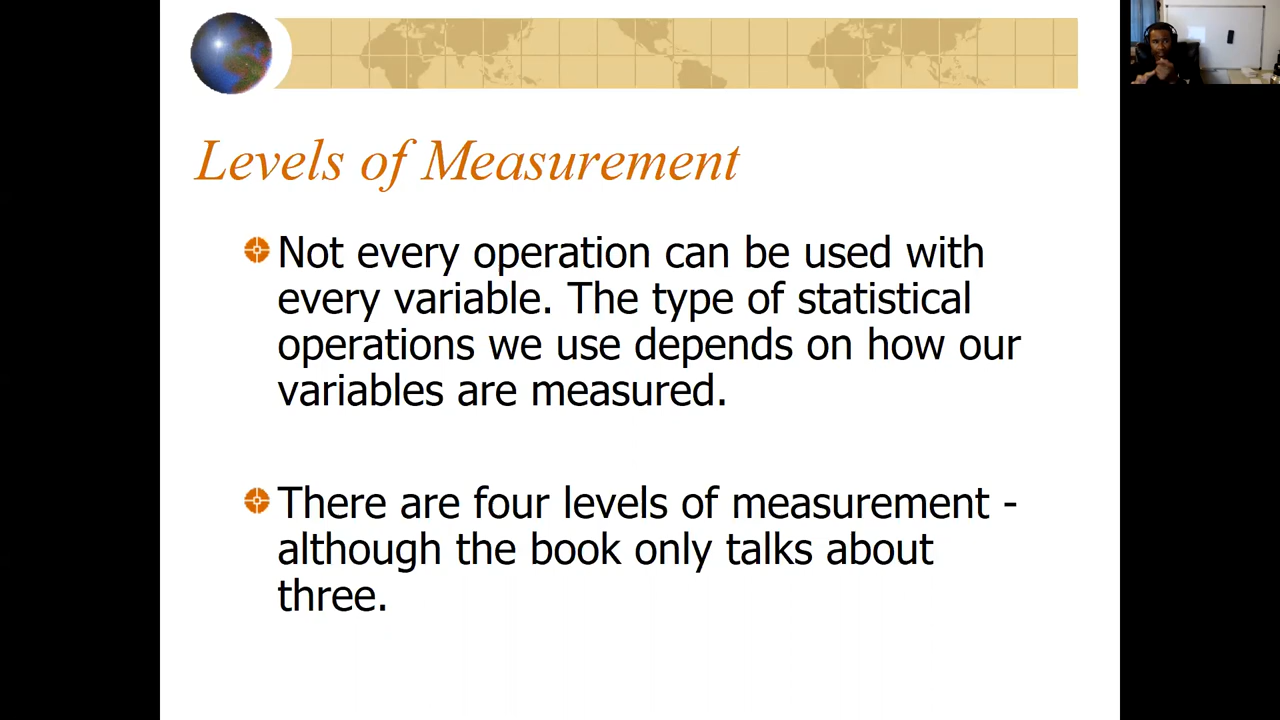 Levels of Measurement
Not every operation can be used with
every variable. The type of statistical
operations we use depends on how our
variables are measured.
There are four levels of measurement -
although the book only talks about
three.